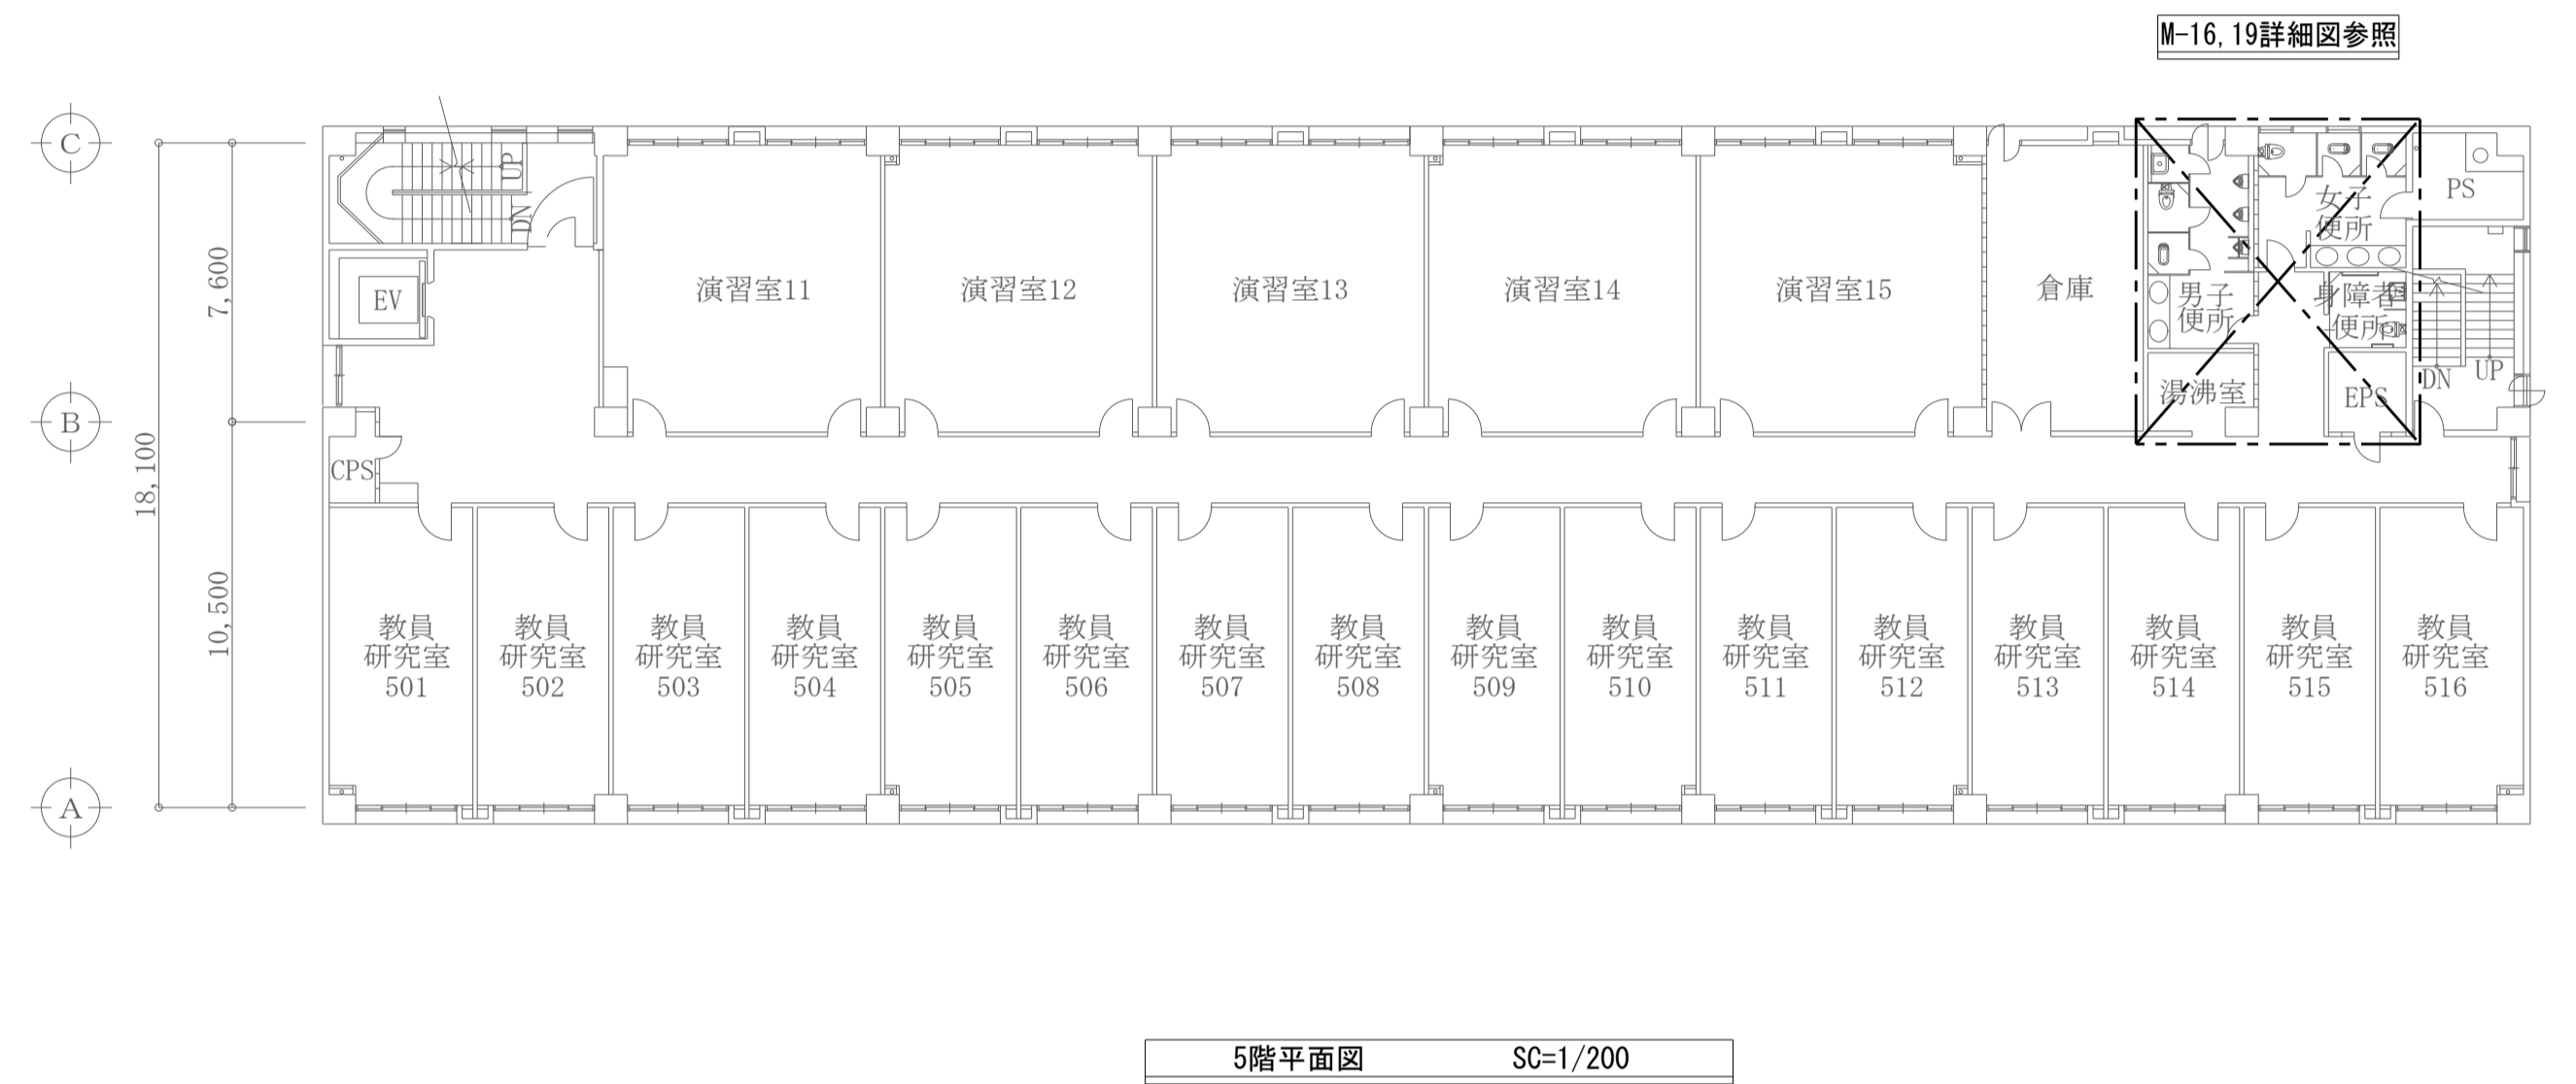 M-16,19詳細図参照
C
B
A
7,600
18,100
10,500
UP
DN
EV
CPS
演習室11
演習室12
演習室13
演習室14
演習室15
倉庫
女子
便所
男子
便所
身障者
便所
湯沸室
EPS
PS
DN
UP
教員
研究室
501
教員
研究室
502
教員
研究室
503
教員
研究室
504
教員
研究室
505
教員
研究室
506
教員
研究室
507
教員
研究室
508
教員
研究室
509
教員
研究室
510
教員
研究室
511
教員
研究室
512
教員
研究室
513
教員
研究室
514
教員
研究室
515
教員
研究室
516
5階平面図 SC=1/200